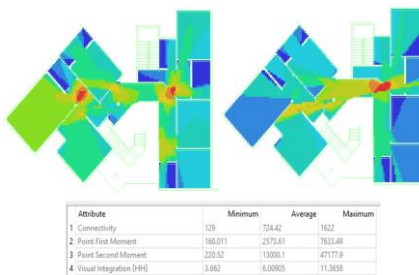 Attribute Minimum Average Maximum
1 Connectivity 129 724.42 1622
2 Point First Moment 160.011 2573.61 7633.49
3 Point Second Moment 220.52 13000.1 47177.9
4 Visual Integration [HH] 3.662 6.00905 11.3658